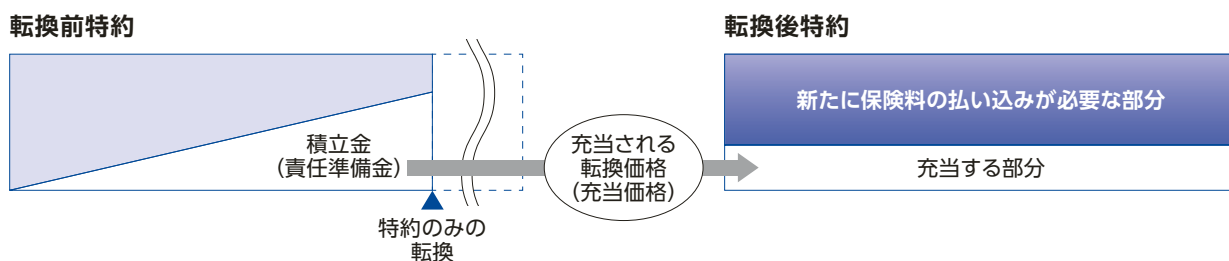 転換前特約
積立金
(責任準備金)
特約のみの
転換
充当される
転換価格
(充当価格)
転換後特約
新たに保険料の払い込みが必要な部分
充当する部分